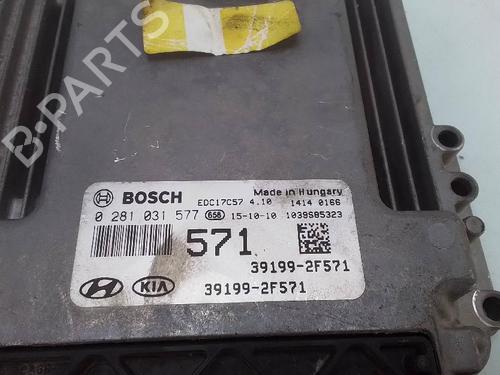 B-PARTS
BOSCH
EDC17C57 4.10
Made in Hungary
1414 0166
0 281 031 577 658 15-10-10 1039S85323
571
39199-2F571
KIA
39199-2F571